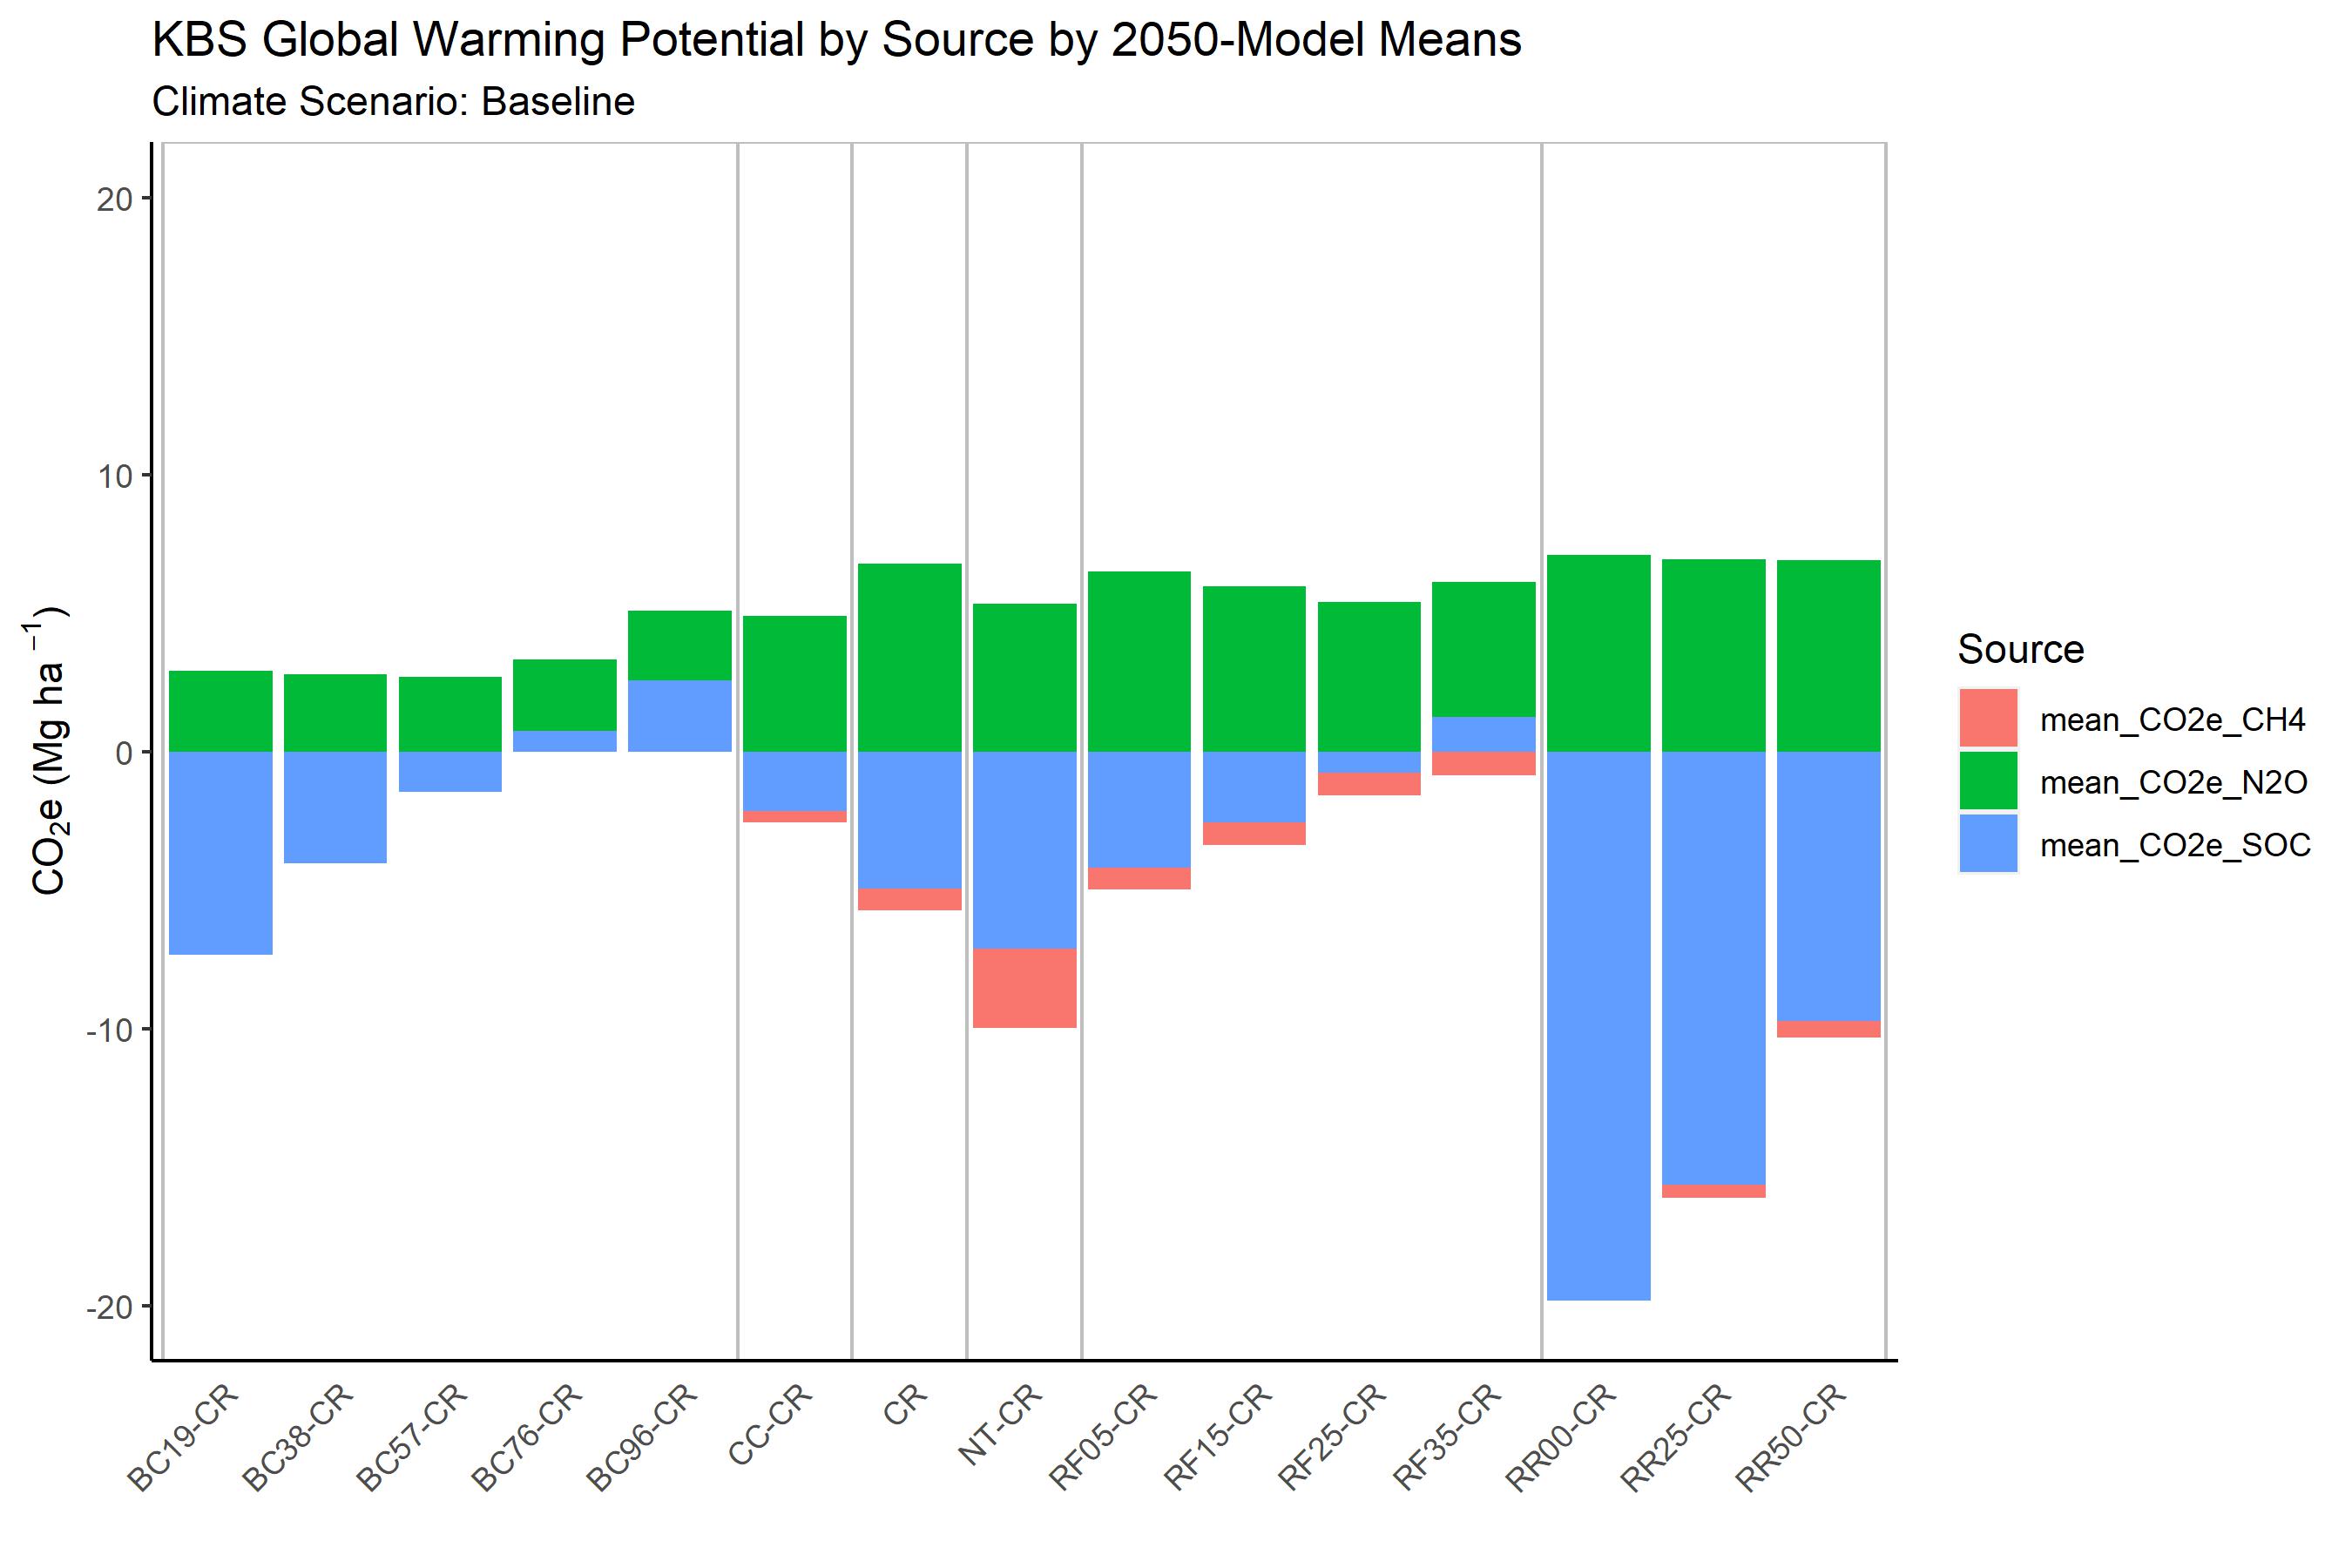 KBS Global Warming Potential by Source by 2050-Model Means
Climate Scenario: Baseline
20
10
0
-10
-20
CO₂e (Mg ha ⁻¹)
BC19-CR
BC38-CR
BC57-CR
BC76-CR
BC96-CR
CC-CR
CR
NT-CR
RF05-CR
RF15-CR
RF25-CR
RF35-CR
RR00-CR
RR25-CR
RR50-CR
Source
mean_CO2e_CH4
mean_CO2e_N2O
mean_CO2e_SOC